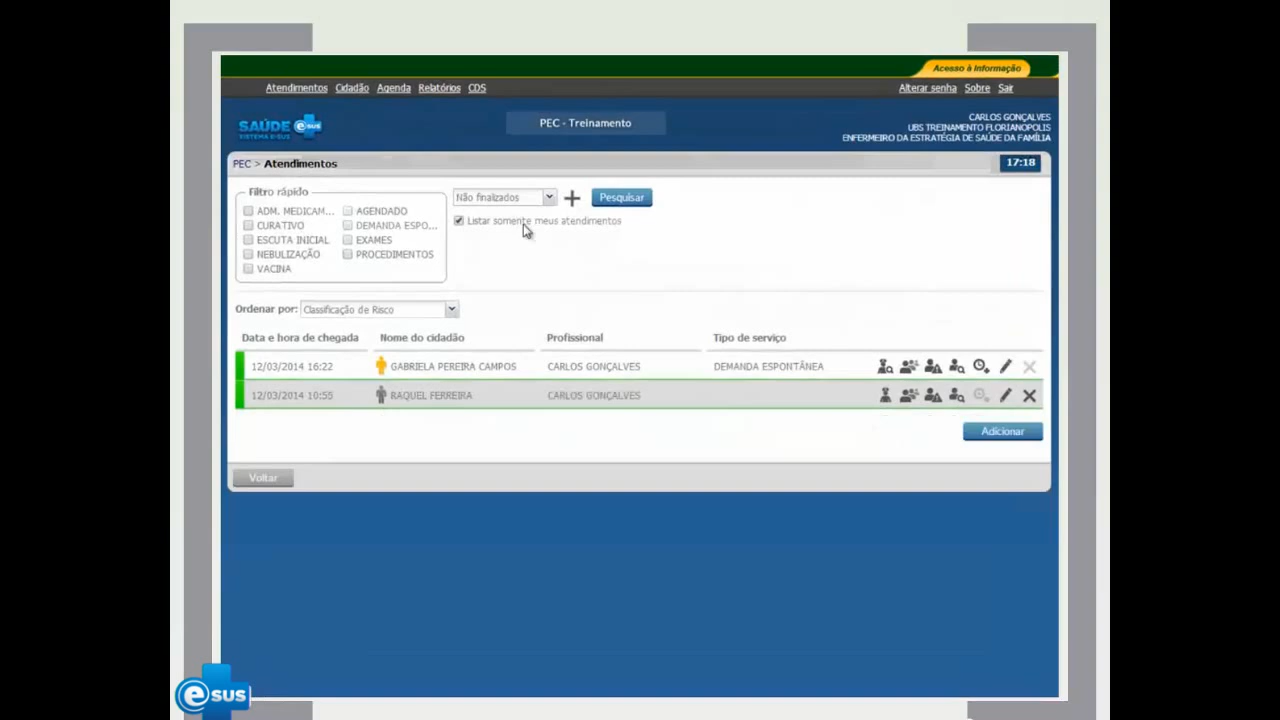 Acesso à Informação
Atendimentos Cidadão Agenda Relatórios CDS Alterar senha Sobre Sair
SAÚDE e sus
SISTEMA e-SUS
PEC - Treinamento
CARLOS GONÇALVES
UBS TREINAMENTO FLORIANOPOLIS
ENFERMEIRO DA ESTRATÉGIA DE SAÚDE DA FAMÍLIA
PEC > Atendimentos 17:18
Filtro rápido
ADM. MEDICAM... AGENDADO
CURATIVO DEMANDA ESPO...
ESCUTA INICIAL EXAMES
NEBULIZAÇÃO PROCEDIMENTOS
VACINA
Não finalizados Pesquisar
Listar somente meus atendimentos
Ordenar por: Classificação de Risco
Data e hora de chegada Nome do cidadão Profissional Tipo de serviço
12/03/2014 16:22 GABRIELA PEREIRA CAMPOS CARLOS GONÇALVES DEMANDA ESPONTÂNEA
12/03/2014 10:55 RAQUEL FERREIRA CARLOS GONÇALVES
Adicionar
Voltar
e sus